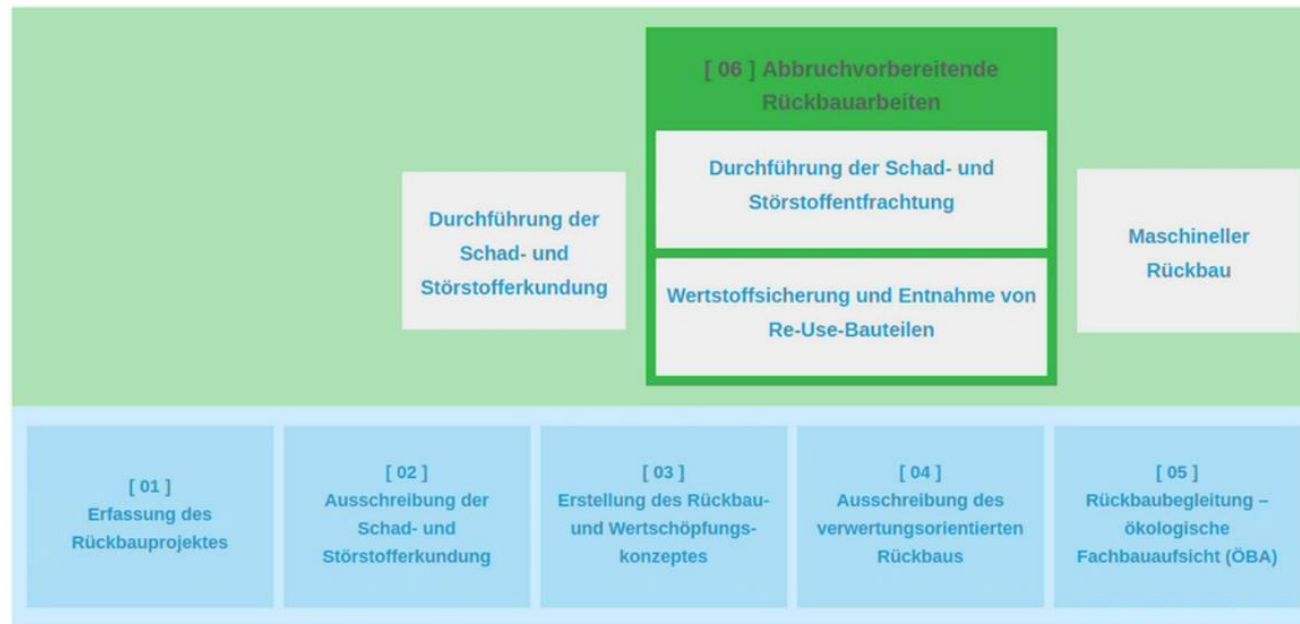 [ 06 ] Abbruchvorbereitende
Rückbauarbeiten
Durchführung der
Schad- und
Störstofferkundung
Durchführung der Schad- und
Störstoffentfrachtung
Wertstoffsicherung und Entnahme von
Re-Use-Bauteilen
Maschineller
Rückbau
[ 01 ]
Erfassung des
Rückbauprojektes
[ 02 ]
Ausschreibung der
Schad- und
Störstofferkundung
[ 03 ]
Erstellung des Rückbau-
und Wertschöpfungs-
konzeptes
[ 04 ]
Ausschreibung des
verwertungsorientierten
Rückbaus
[ 05 ]
Rückbaubegleitung –
ökologische
Fachbauaufsicht (ÖBA)